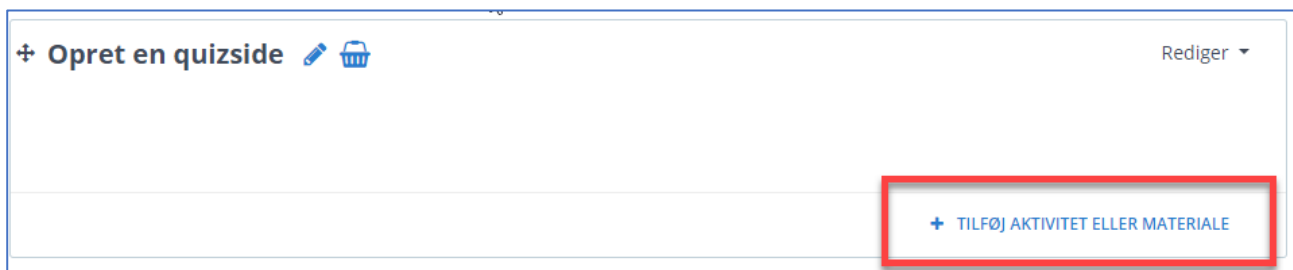 Opret en quizside
Rediger
+ TILFØJ AKTIVITET ELLER MATERIALE